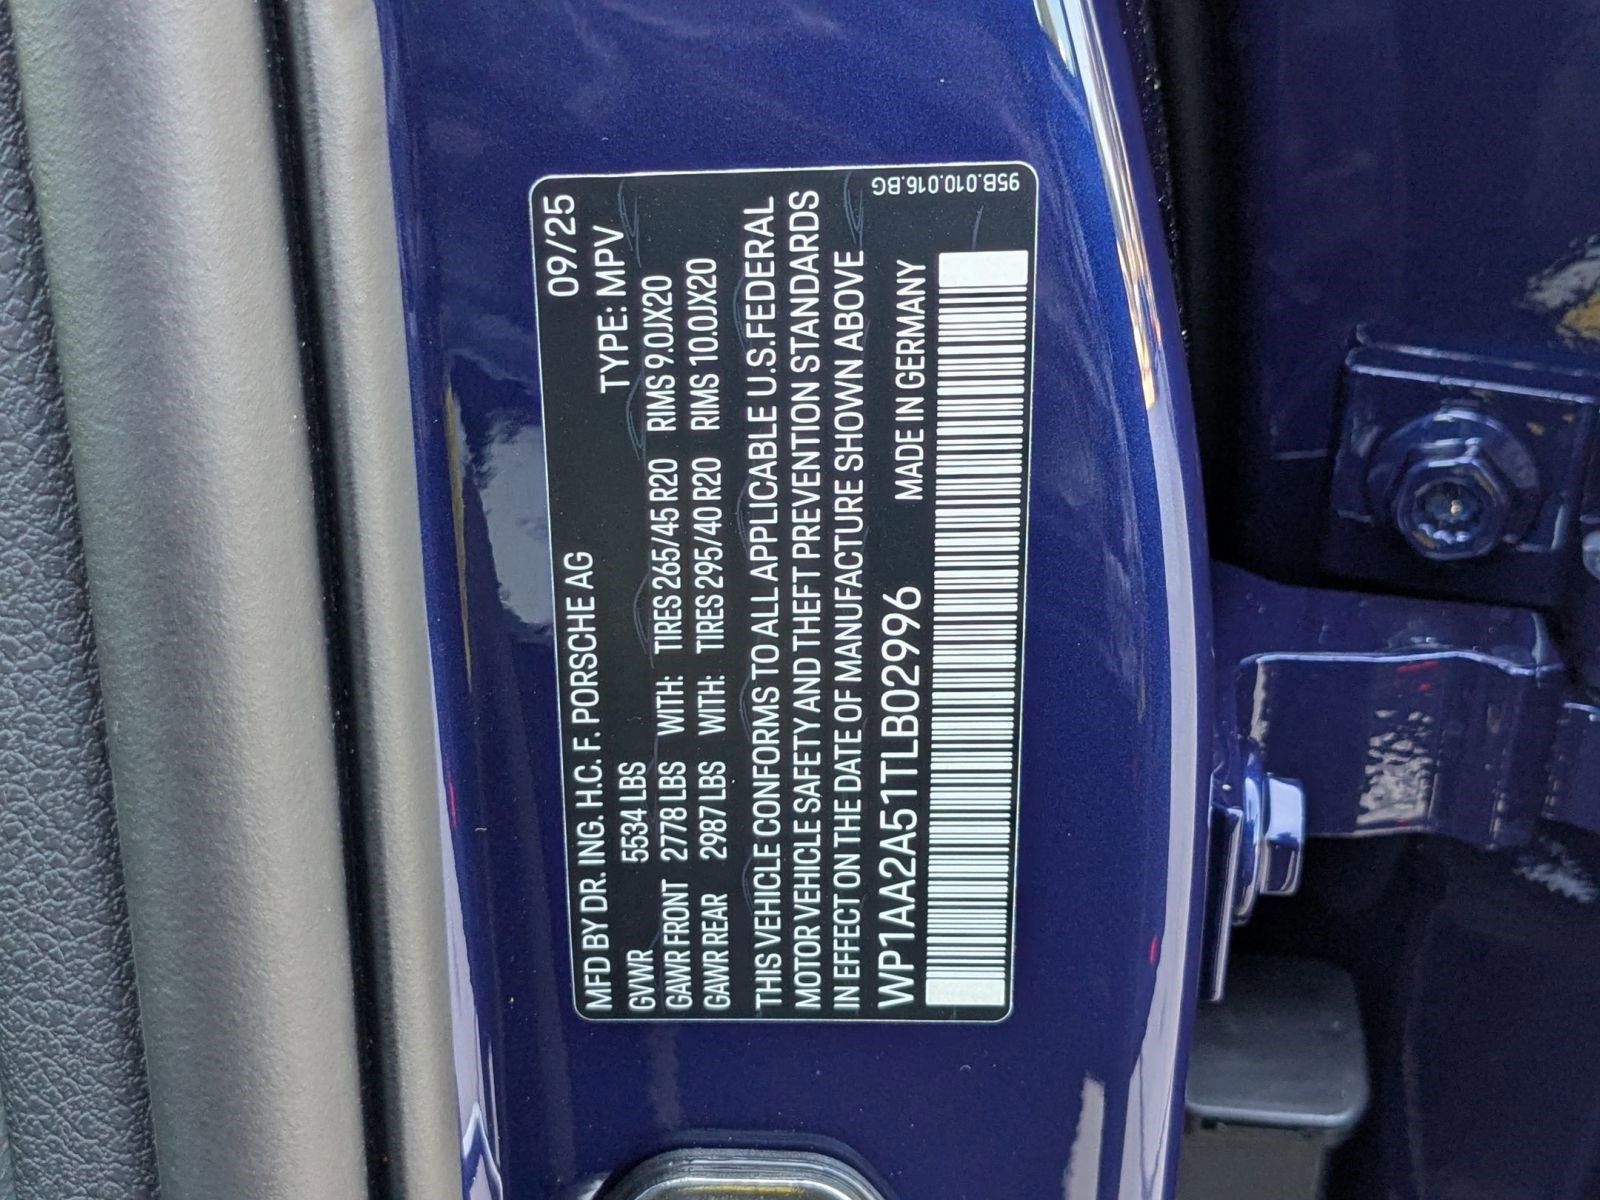 MFD BY DR. ING. H.C. F. PORSCHE AG 09/25
TYPE: MPV
GVWR 5534 LBS
GAWR FRONT 2778 LBS WITH: TIRES 265/45 R20 RIMS 9.0JX20
GAWR REAR 2987 LBS WITH: TIRES 295/40 R20 RIMS 10.0JX20
THIS VEHICLE CONFORMS TO ALL APPLICABLE U.S.FEDERAL
MOTOR VEHICLE SAFETY AND THEFT PREVENTION STANDARDS
IN EFFECT ON THE DATE OF MANUFACTURE SHOWN ABOVE
WP1AA2A51TLB02996 MADE IN GERMANY
95B.010.016.BG